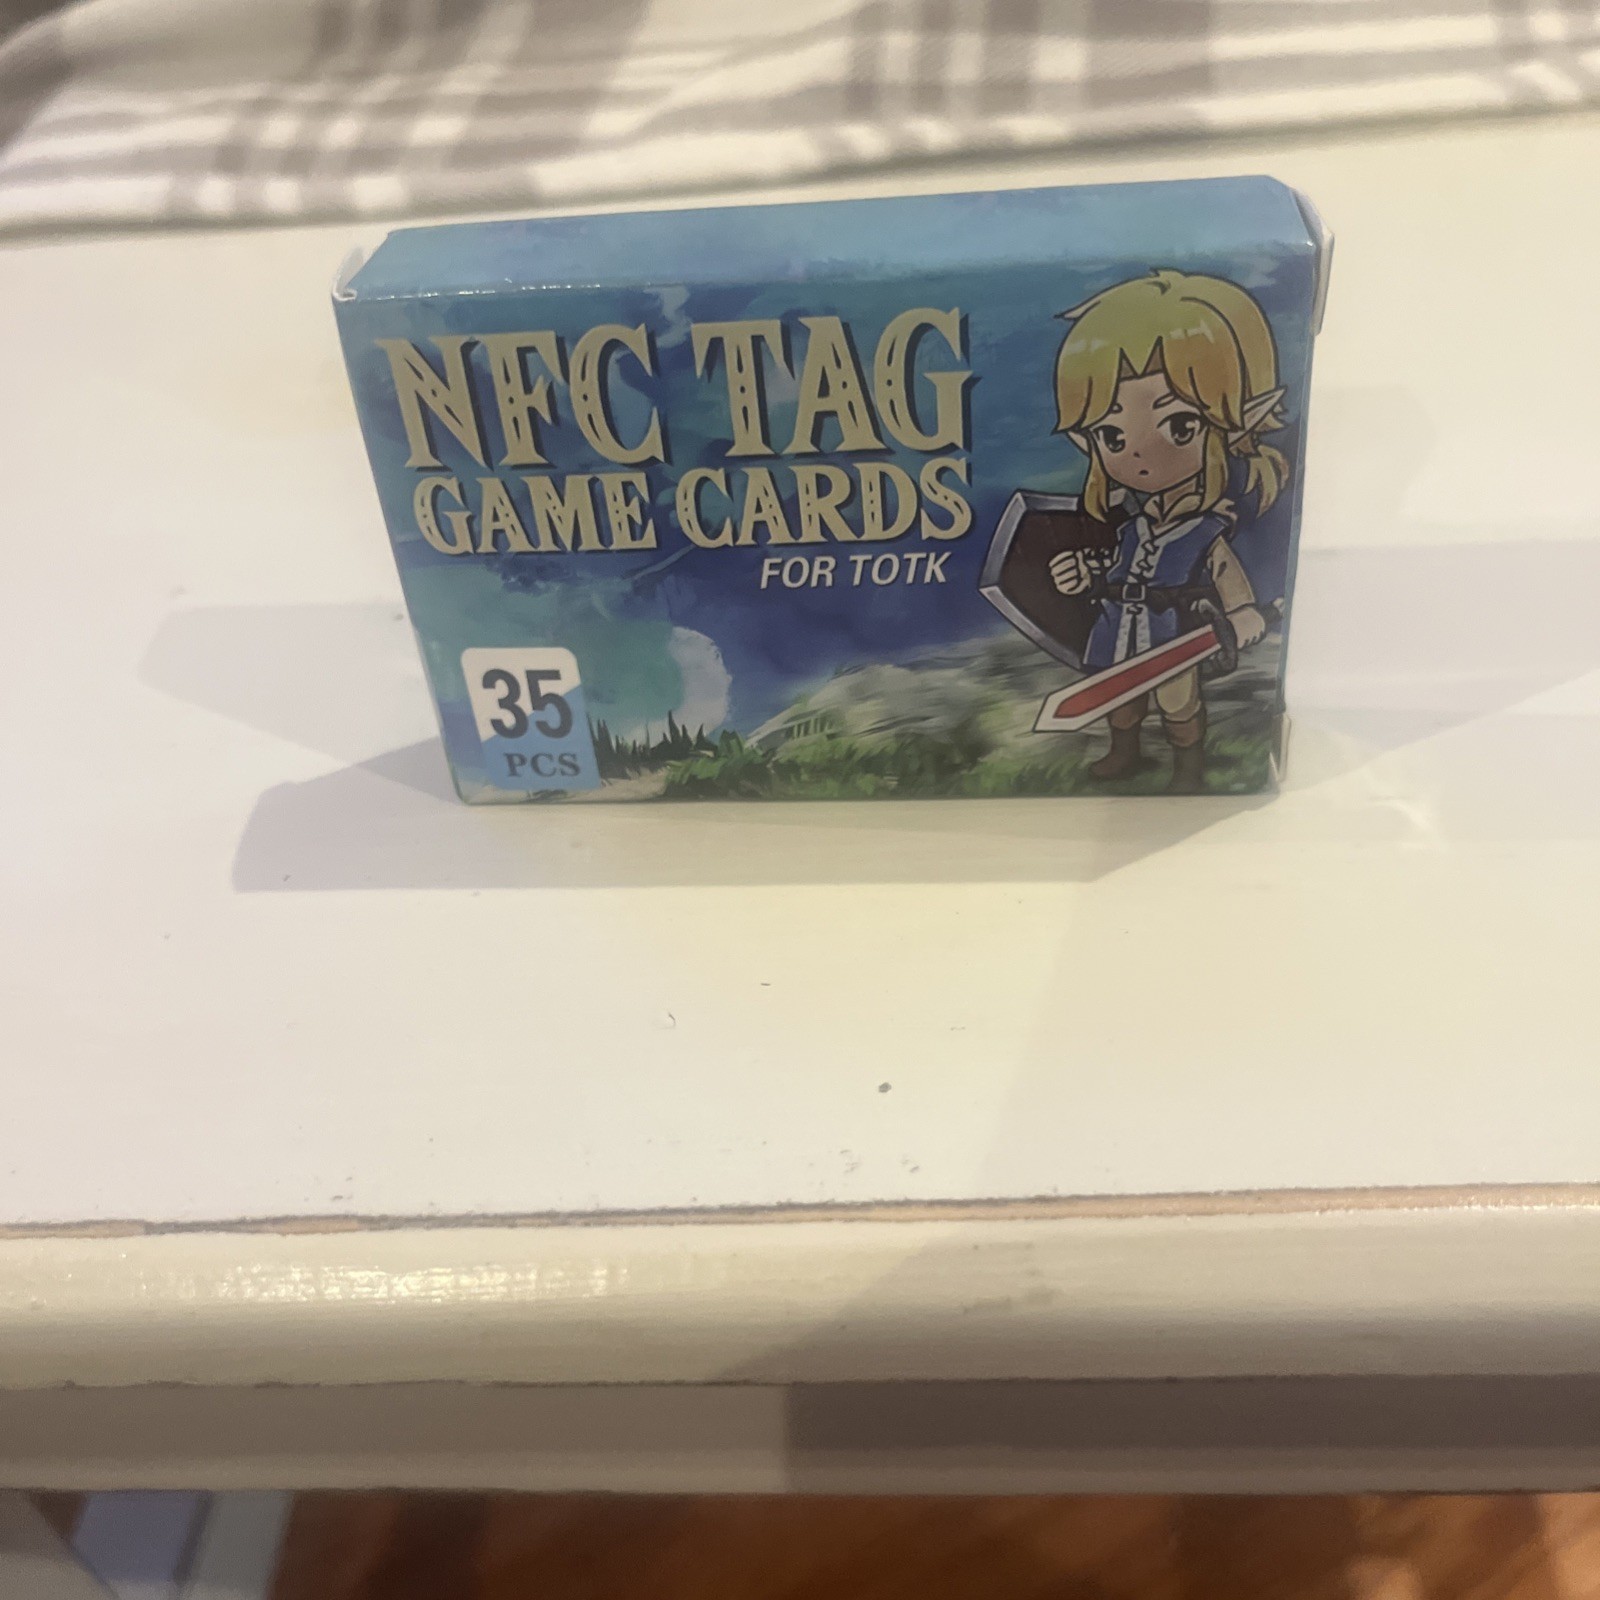 NFC TAG
GAME CARDS
FOR TOTK
35
PCS